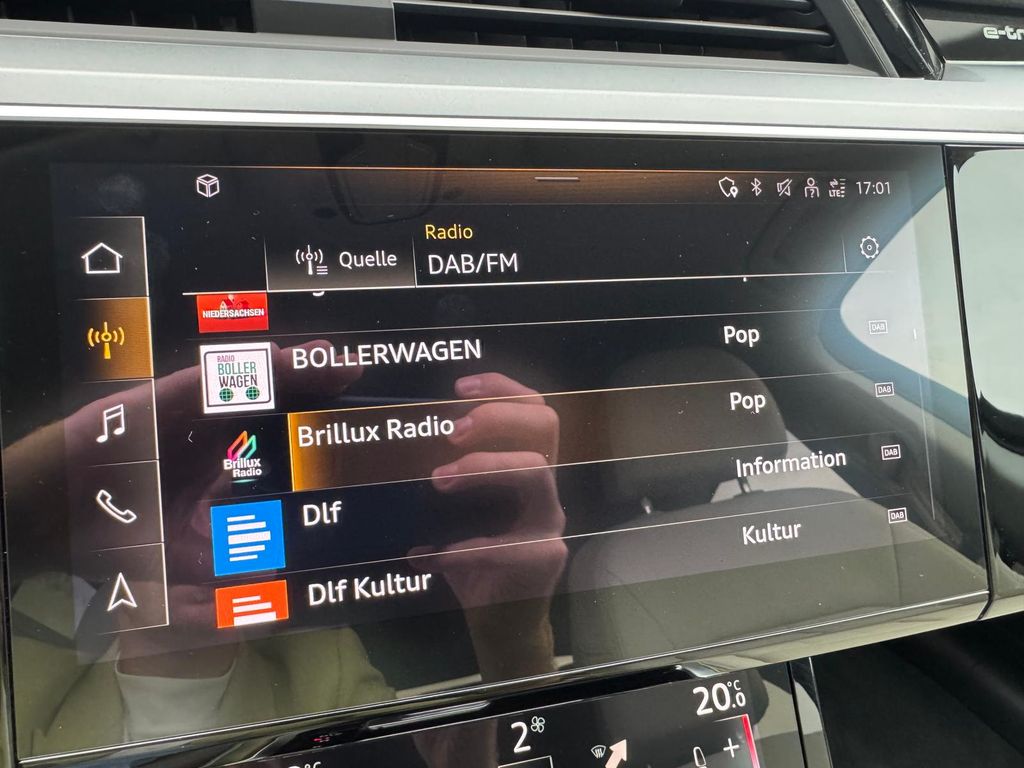 e-tr
LTE 17:01
Radio
Quelle DAB/FM
NIEDERSACHSEN
RADIO BOLLER WAGEN BOLLERWAGEN Pop DAB
Brillux Radio Brillux Radio Pop DAB
Dlf Information DAB
Dlf Kultur Kultur DAB
2 20.0 °C
°C +